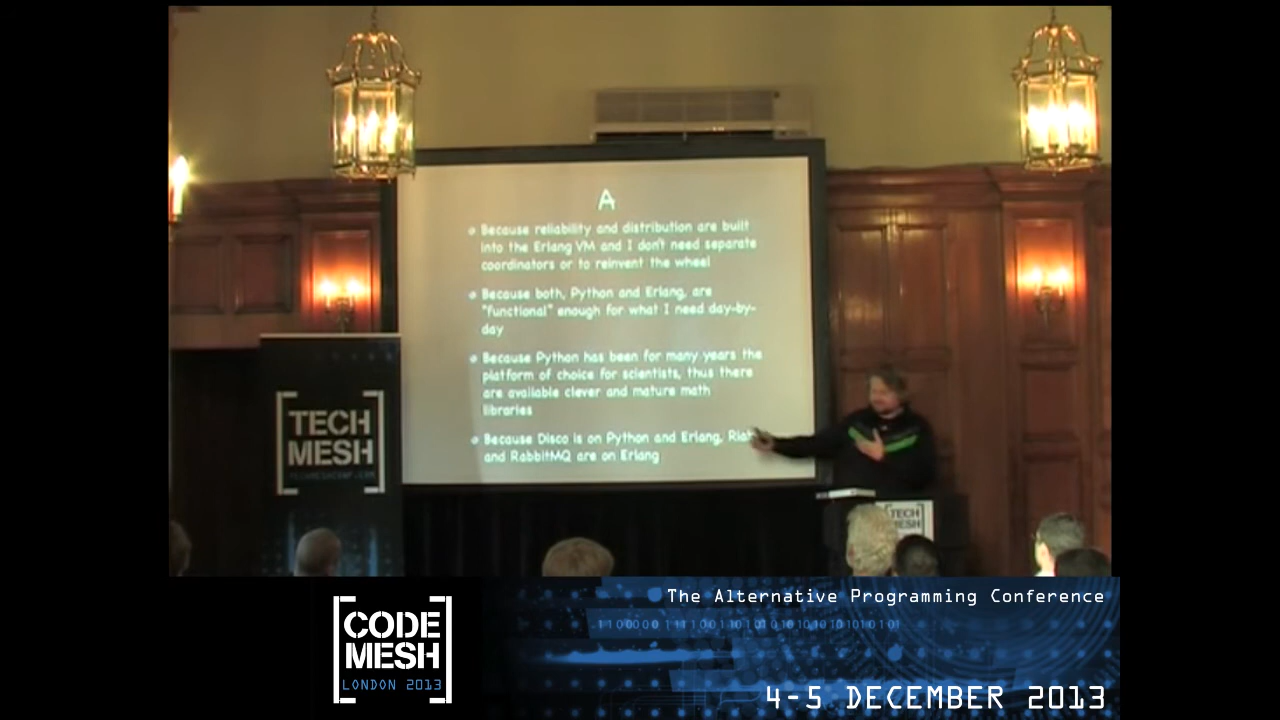 A
Because reliability and distribution are built
into the Erlang VM and I don't need separate
coordinators or to reinvent the wheel
Because both, Python and Erlang, are
"functional" enough for what I need day-by-
day
Because Python has been for many years the
platform of choice for scientists, thus there
are available clever and mature math
libraries
Because Disco is on Python and Erlang, Riak
and RabbitMQ are on Erlang
[TECH
MESH]
[TECH
MESH]
[CODE
MESH
LONDON 2013]
The Alternative Programming Conference
4-5 DECEMBER 2013